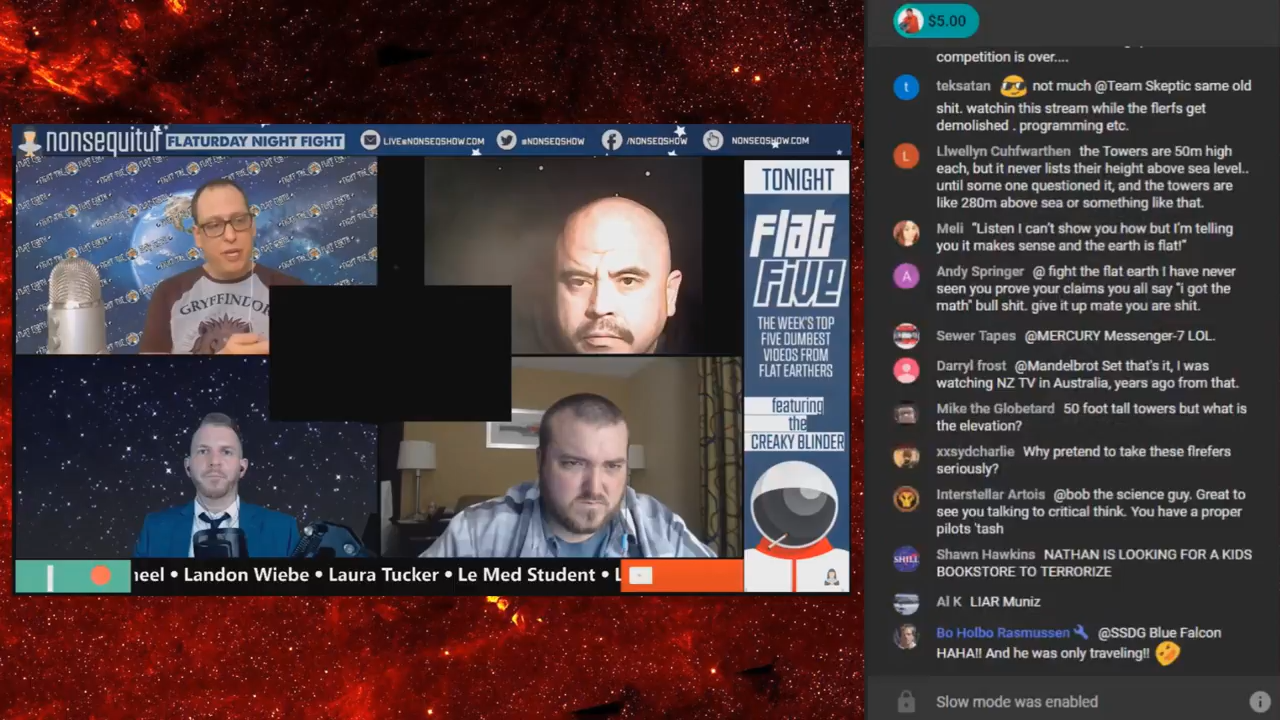 nonsequitur FLATURDAY NIGHT FIGHT LIVE@NONSEQSHOW.COM @NONSEQSHOW /NONSEQSHOW NONSEQSHOW.COM
GRYFFINDOR
TONIGHT
Flat
Five
THE WEEK'S TOP
FIVE DUMBEST
VIDEOS FROM
FLAT EARTHERS
featuring
the
CREAKY BLINDER
heel • Landon Wiebe • Laura Tucker • Le Med Student • L
$5.00
competition is over....
teksatan 😎 not much @Team Skeptic same old
shit. watchin this stream while the flerfs get
demolished . programming etc.
Llwellyn Cuhfwarthen the Towers are 50m high
each, but it never lists their height above sea level..
until some one questioned it, and the towers are
like 280m above sea or something like that.
Meli "Listen I can't show you how but I'm telling
you it makes sense and the earth is flat!"
Andy Springer @ fight the flat earth I have never
seen you prove your claims you all say "i got the
math" bull shit. give it up mate you are shit.
Sewer Tapes @MERCURY Messenger-7 LOL.
Darryl frost @Mandelbrot Set that's it, I was
watching NZ TV in Australia, years ago from that.
Mike the Globetard 50 foot tall towers but what is
the elevation?
xxsydcharlie Why pretend to take these flrefers
seriously?
Interstellar Artois @bob the science guy. Great to
see you talking to critical think. You have a proper
pilots 'tash
Shawn Hawkins NATHAN IS LOOKING FOR A KIDS
BOOKSTORE TO TERRORIZE
Al K LIAR Muniz
Bo Holbo Rasmussen @SSDG Blue Falcon
HAHA!! And he was only traveling!!
Slow mode was enabled